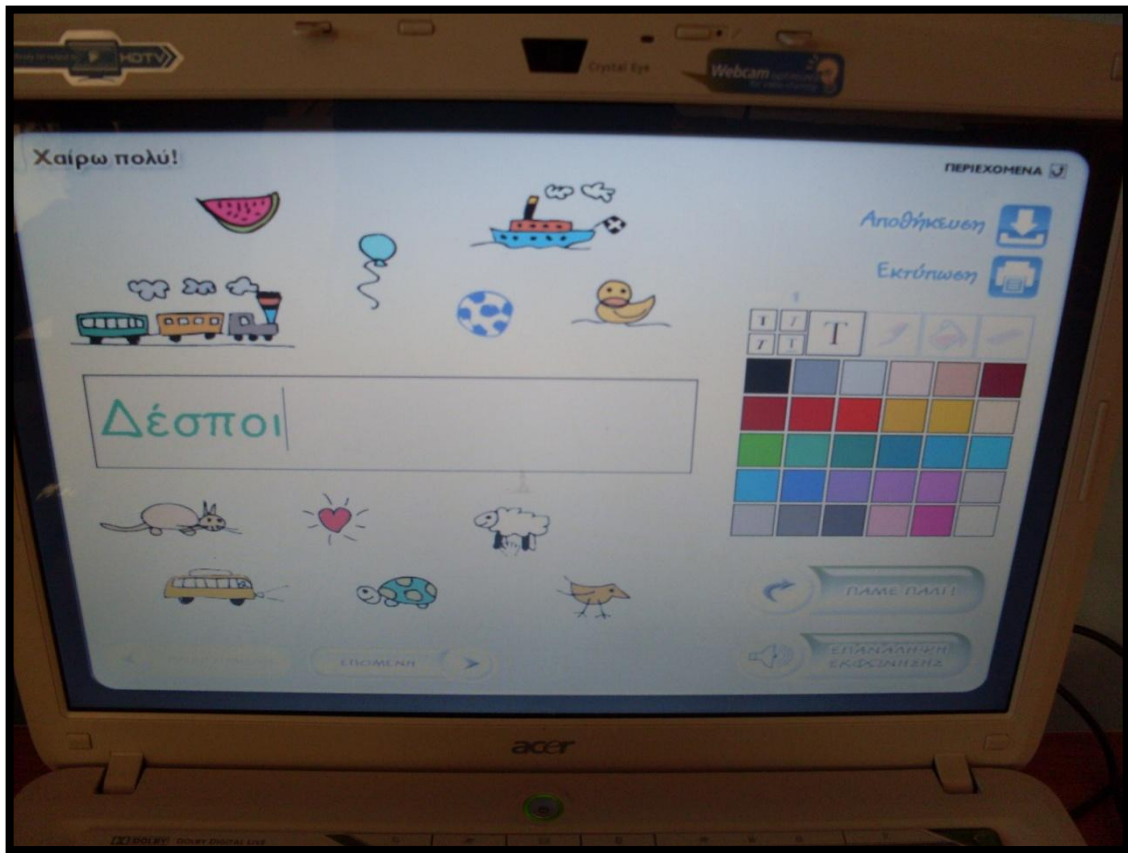 HDTV
Crystal Eye
Webcam
Χαίρω πολύ!
ΠΕΡΙΕΧΟΜΕΝΑ
Αποθήκευση
Εκτύπωση
T
Δέσποι
ΕΠΟΜΕΝΗ
ΠΑΜΕ ΠΑΛΙ!
ΕΠΑΝΑΛΗΨΗ
ΕΚΦΩΝΗΣΗΣ
acer